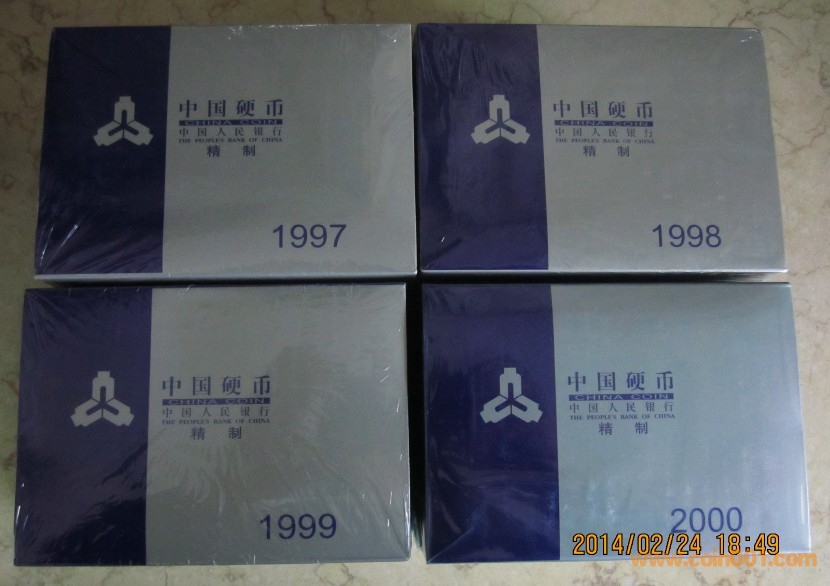 中国硬币
CHINA COIN
中国人民银行
THE PEOPLE'S BANK OF CHINA
精 制
1997
中国硬币
CHINA COIN
中国人民银行
THE PEOPLE'S BANK OF CHINA
精 制
1998
中国硬币
CHINA COIN
中国人民银行
THE PEOPLE'S BANK OF CHINA
精 制
1999
中国硬币
CHINA COIN
中国人民银行
THE PEOPLE'S BANK OF CHINA
精 制
2000
2014/02/24 18:49
www.coin001.com